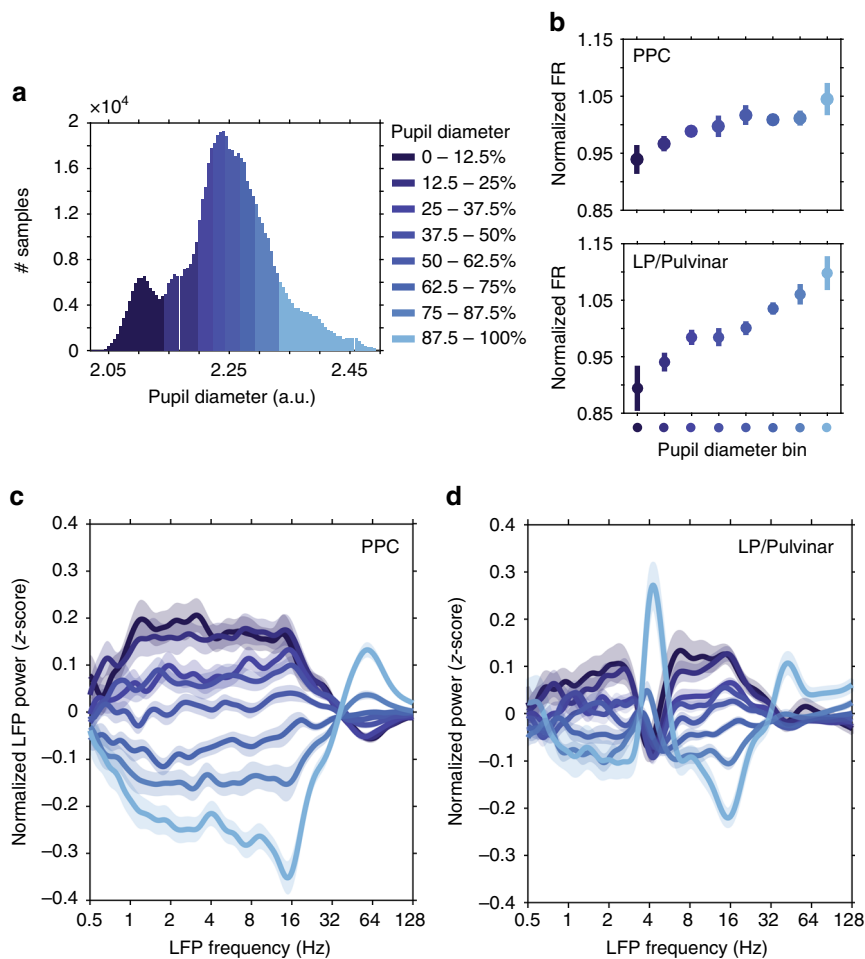 a
×10⁴
2
1.6
1.2
0.8
0.4
0
# samples
2.05
2.25
2.45
Pupil diameter (a.u.)
Pupil diameter
0 – 12.5%
12.5 – 25%
25 – 37.5%
37.5 – 50%
50 – 62.5%
62.5 – 75%
75 – 87.5%
87.5 – 100%
b
PPC
1.15
1.05
0.95
0.85
Normalized FR
LP/Pulvinar
1.15
1.05
0.95
0.85
Normalized FR
Pupil diameter bin
c
PPC
0.4
0.3
0.2
0.1
0
–0.1
–0.2
–0.3
–0.4
Normalized LFP power (z-score)
0.5 1 2 4 8 16 32 64 128
LFP frequency (Hz)
d
LP/Pulvinar
0.4
0.3
0.2
0.1
0
–0.1
–0.2
–0.3
–0.4
Normalized power (z-score)
0.5 1 2 4 8 16 32 64 128
LFP frequency (Hz)